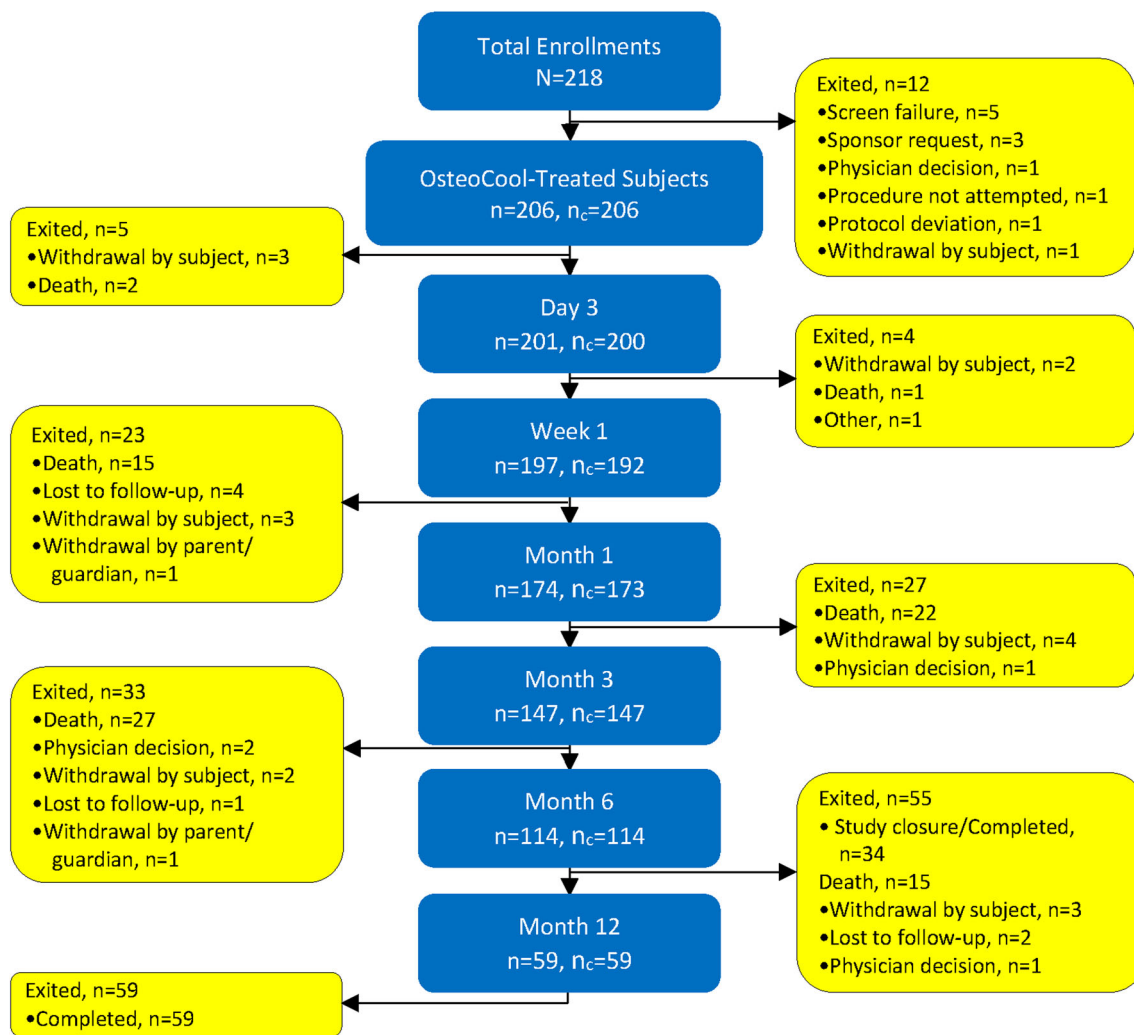 Total Enrollments
N=218
Exited, n=12
•Screen failure, n=5
•Sponsor request, n=3
•Physician decision, n=1
•Procedure not attempted, n=1
•Protocol deviation, n=1
•Withdrawal by subject, n=1
OsteoCool-Treated Subjects
n=206, nc=206
Exited, n=5
•Withdrawal by subject, n=3
•Death, n=2
Day 3
n=201, nc=200
Exited, n=4
•Withdrawal by subject, n=2
•Death, n=1
•Other, n=1
Week 1
n=197, nc=192
Exited, n=23
•Death, n=15
•Lost to follow-up, n=4
•Withdrawal by subject, n=3
•Withdrawal by parent/
guardian, n=1
Month 1
n=174, nc=173
Exited, n=27
•Death, n=22
•Withdrawal by subject, n=4
•Physician decision, n=1
Month 3
n=147, nc=147
Exited, n=33
•Death, n=27
•Physician decision, n=2
•Withdrawal by subject, n=2
•Lost to follow-up, n=1
•Withdrawal by parent/
guardian, n=1
Month 6
n=114, nc=114
Exited, n=55
• Study closure/Completed,
n=34
Death, n=15
•Withdrawal by subject, n=3
•Lost to follow-up, n=2
•Physician decision, n=1
Month 12
n=59, nc=59
Exited, n=59
•Completed, n=59